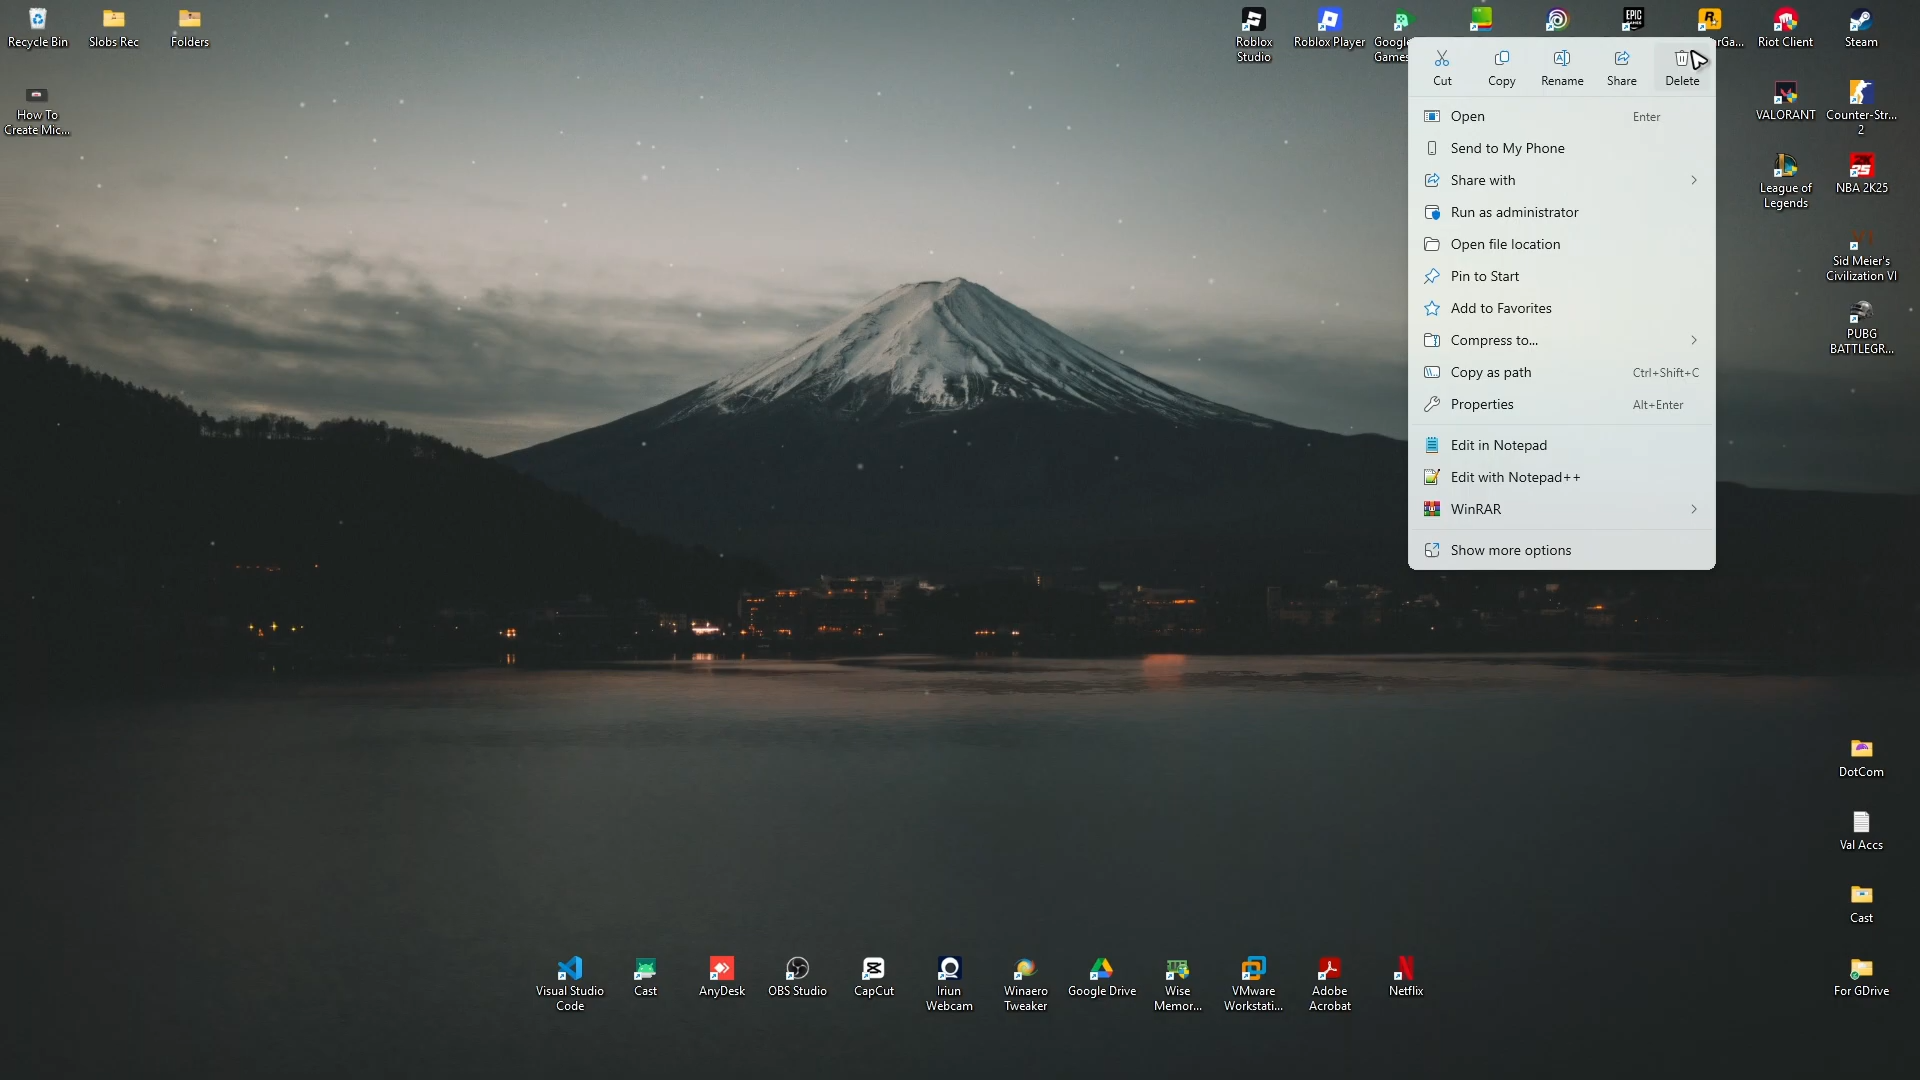 Recycle Bin
Slobs Rec
Folders
How To
Create Mic...
Roblox
Studio
Roblox Player
Google
Games
EPIC
GAMES
rGa...
Riot Client
Steam
VALORANT
Counter-Str...
2
League of
Legends
NBA 2K25
Sid Meier's
Civilization VI
PUBG
BATTLEGR...
Cut
Copy
Rename
Share
Delete
Open Enter
Send to My Phone
Share with
Run as administrator
Open file location
Pin to Start
Add to Favorites
Compress to...
Copy as path Ctrl+Shift+C
Properties Alt+Enter
Edit in Notepad
Edit with Notepad++
WinRAR
Show more options
DotCom
Val Accs
Cast
For GDrive
Visual Studio
Code
Cast
AnyDesk
OBS Studio
CapCut
Iriun
Webcam
Winaero
Tweaker
Google Drive
Wise
Memor...
VMware
Workstati...
Adobe
Acrobat
Netflix